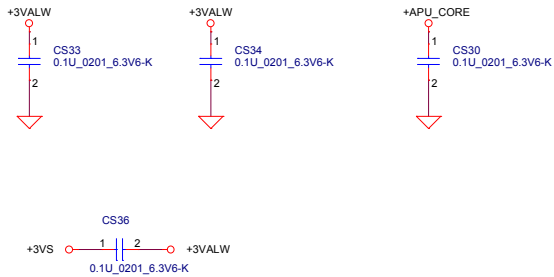 +3VALW
1
CS33
0.1U_0201_6.3V6-K
2
+3VALW
1
CS34
0.1U_0201_6.3V6-K
2
+APU_CORE
1
CS30
0.1U_0201_6.3V6-K
2
CS36
+3VS 1 2 +3VALW
0.1U_0201_6.3V6-K